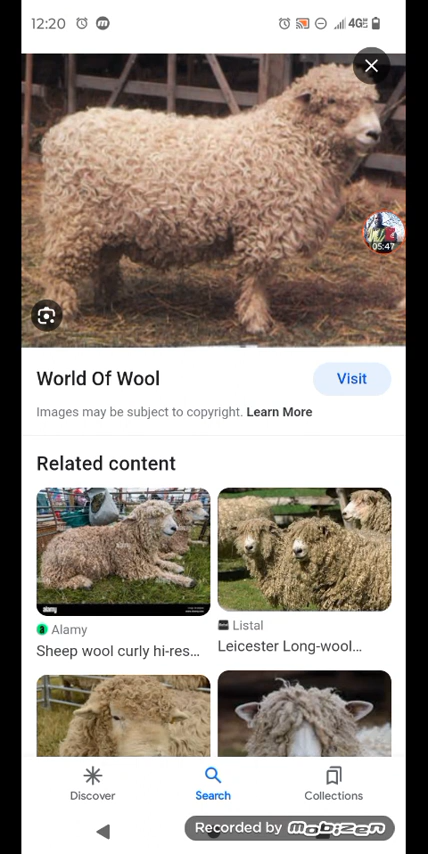 12:20
4G
05:47
World Of Wool
Visit
Images may be subject to copyright. Learn More
Related content
alamy
a Alamy
Sheep wool curly hi-res...
Listal
Leicester Long-wool...
Discover
Search
Collections
Recorded by Mobizen